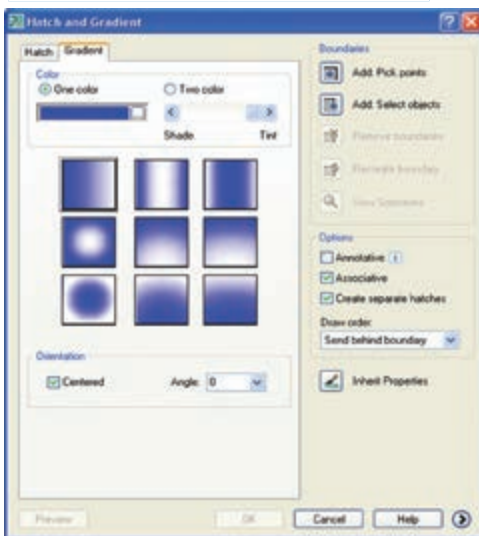 Hatch and Gradient
Hatch
Gradient
Color
One color
Two color
Shade
Tint
Orientation
Centered
Angle: 0
Boundaries
Add: Pick points
Add: Select objects
Remove boundaries
Recreate boundary
View Selections
Options
Annotative
Associative
Create separate hatches
Draw order:
Send behind boundary
Inherit Properties
Preview
OK
Cancel
Help